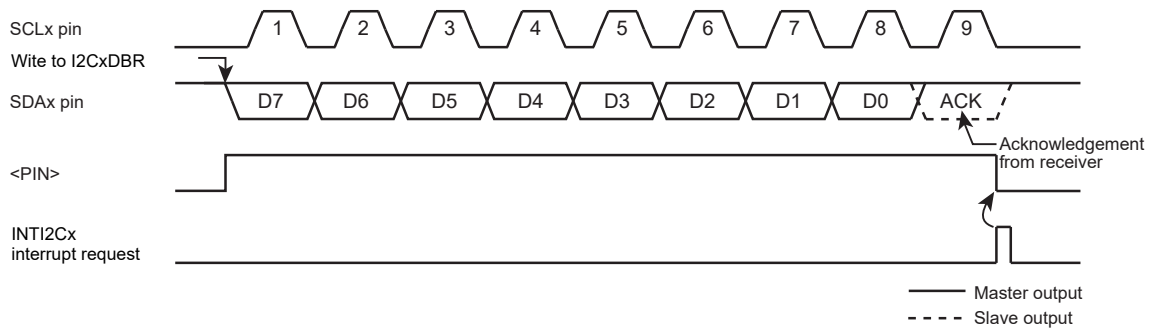 SCLx pin
1 2 3 4 5 6 7 8 9
Wite to I2CxDBR
SDAx pin
D7 D6 D5 D4 D3 D2 D1 D0 ACK
Acknowledgement
from receiver
<PIN>
INTI2Cx
interrupt request
Master output
Slave output